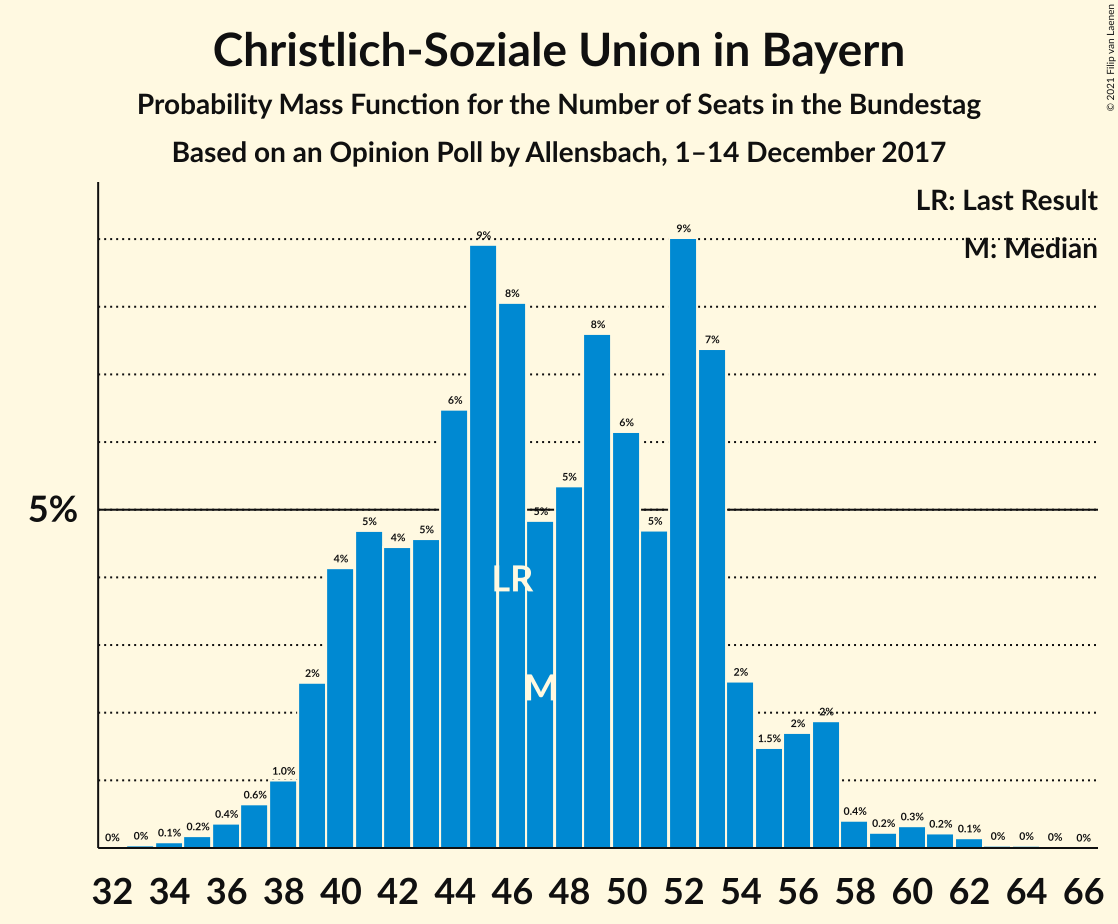 Christlich-Soziale Union in Bayern
Probability Mass Function for the Number of Seats in the Bundestag
Based on an Opinion Poll by Allensbach, 1–14 December 2017
© 2021 Filip van Laenen
LR: Last Result
M: Median
5%
0% 0% 0.1% 0.2% 0.4% 0.6% 1.0% 2% 4% 5% 4% 5% 6% 9% 8% 5% 5% 8% 6% 5% 9% 7% 2% 1.5% 2% 2% 0.4% 0.2% 0.3% 0.2% 0.1% 0% 0% 0% 0%
LR
M
32 34 36 38 40 42 44 46 48 50 52 54 56 58 60 62 64 66